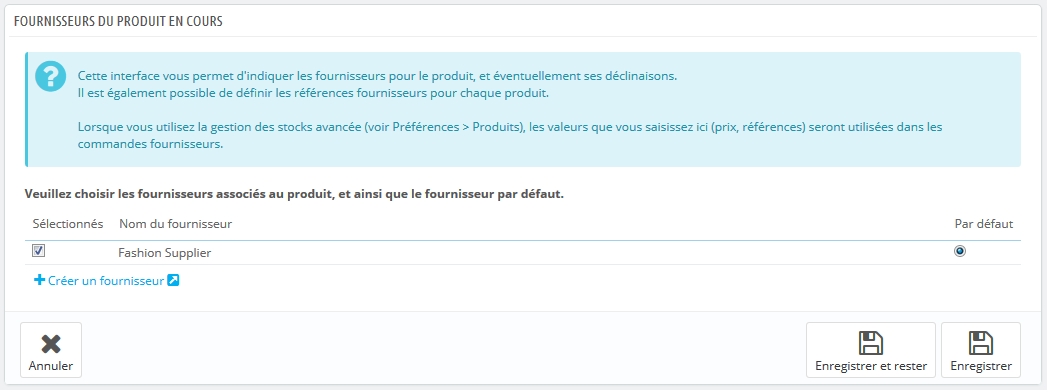 FOURNISSEURS DU PRODUIT EN COURS
Cette interface vous permet d'indiquer les fournisseurs pour le produit, et éventuellement ses déclinaisons.
Il est également possible de définir les références fournisseurs pour chaque produit.
Lorsque vous utilisez la gestion des stocks avancée (voir Préférences > Produits), les valeurs que vous saisissez ici (prix, références) seront utilisées dans les
commandes fournisseurs.
Veuillez choisir les fournisseurs associés au produit, et ainsi que le fournisseur par défaut.
Sélectionnés Nom du fournisseur Par défaut
Fashion Supplier
Créer un fournisseur
Annuler Enregistrer et rester Enregistrer